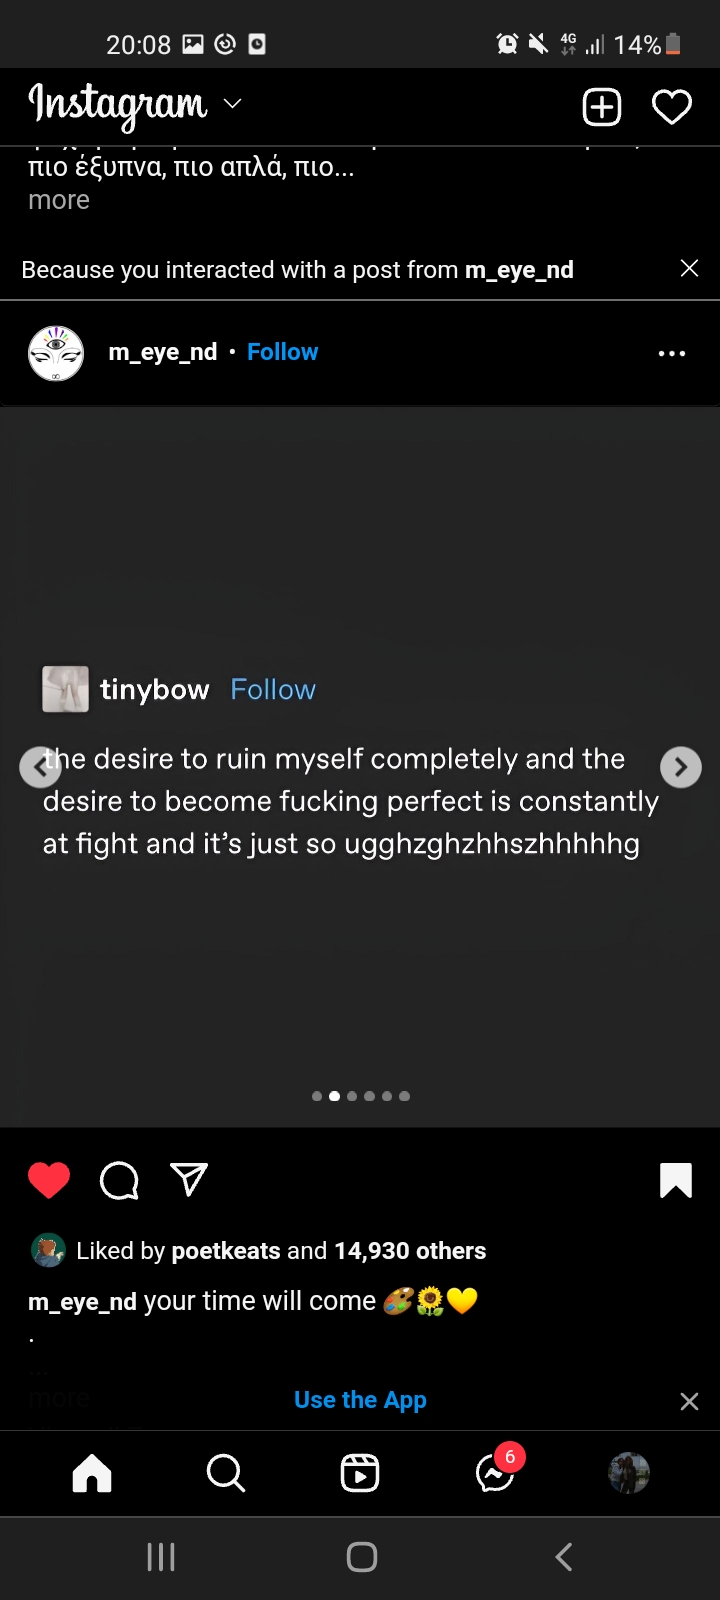 20:08 4G 14%
Instagram
πιο έξυπνα, πιο απλά, πιο...
more
Because you interacted with a post from m_eye_nd
m_eye_nd • Follow
tinybow Follow
the desire to ruin myself completely and the
desire to become fucking perfect is constantly
at fight and it’s just so ugghzghzhhszhhhhhg
Liked by poetkeats and 14,930 others
m_eye_nd your time will come 🎨🌻💛
.
...
more
Use the App
6